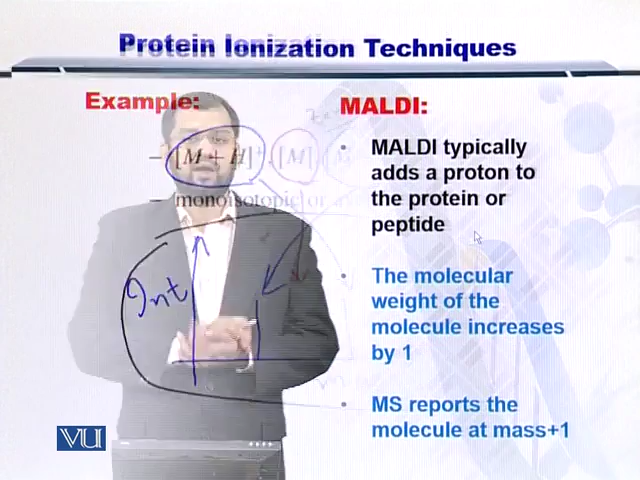 Protein Ionization Techniques
Example:
– [M + H]+, [M],
– monoisotopic or
Int
MALDI:
• MALDI typically
adds a proton to
the protein or
peptide
• The molecular
weight of the
molecule increases
by 1
• MS reports the
molecule at mass+1
VU